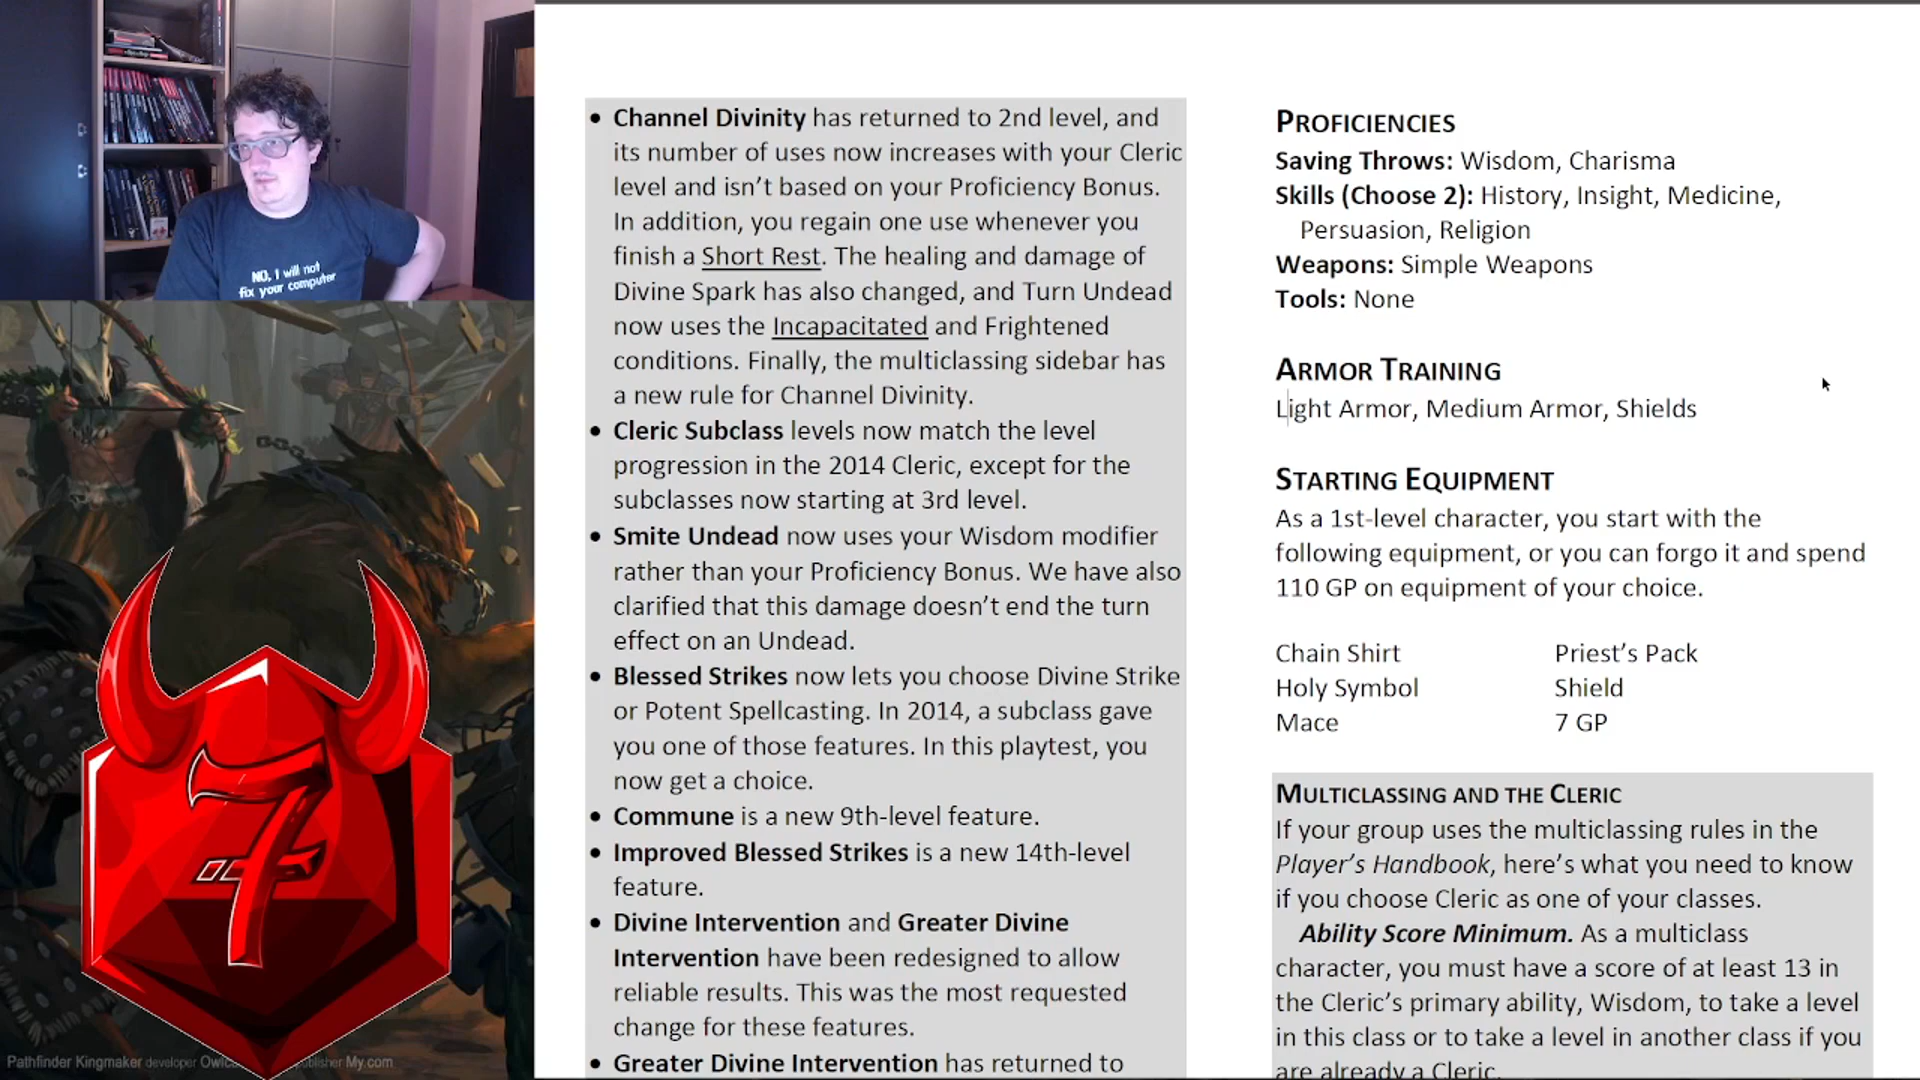 NO, I will not
fix your computer
7
Pathfinder Kingmaker developer
My.com
• Channel Divinity has returned to 2nd level, and
its number of uses now increases with your Cleric
level and isn't based on your Proficiency Bonus.
In addition, you regain one use whenever you
finish a Short Rest. The healing and damage of
Divine Spark has also changed, and Turn Undead
now uses the Incapacitated and Frightened
conditions. Finally, the multiclassing sidebar has
a new rule for Channel Divinity.
• Cleric Subclass levels now match the level
progression in the 2014 Cleric, except for the
subclasses now starting at 3rd level.
• Smite Undead now uses your Wisdom modifier
rather than your Proficiency Bonus. We have also
clarified that this damage doesn't end the turn
effect on an Undead.
• Blessed Strikes now lets you choose Divine Strike
or Potent Spellcasting. In 2014, a subclass gave
you one of those features. In this playtest, you
now get a choice.
• Commune is a new 9th-level feature.
• Improved Blessed Strikes is a new 14th-level
feature.
• Divine Intervention and Greater Divine
Intervention have been redesigned to allow
reliable results. This was the most requested
change for these features.
• Greater Divine Intervention has returned to
PROFICIENCIES
Saving Throws: Wisdom, Charisma
Skills (Choose 2): History, Insight, Medicine,
Persuasion, Religion
Weapons: Simple Weapons
Tools: None
ARMOR TRAINING
Light Armor, Medium Armor, Shields
STARTING EQUIPMENT
As a 1st-level character, you start with the
following equipment, or you can forgo it and spend
110 GP on equipment of your choice.
Chain Shirt
Holy Symbol
Mace
Priest's Pack
Shield
7 GP
MULTICLASSING AND THE CLERIC
If your group uses the multiclassing rules in the
Player's Handbook, here's what you need to know
if you choose Cleric as one of your classes.
Ability Score Minimum. As a multiclass
character, you must have a score of at least 13 in
the Cleric's primary ability, Wisdom, to take a level
in this class or to take a level in another class if you
are already a Cleric.